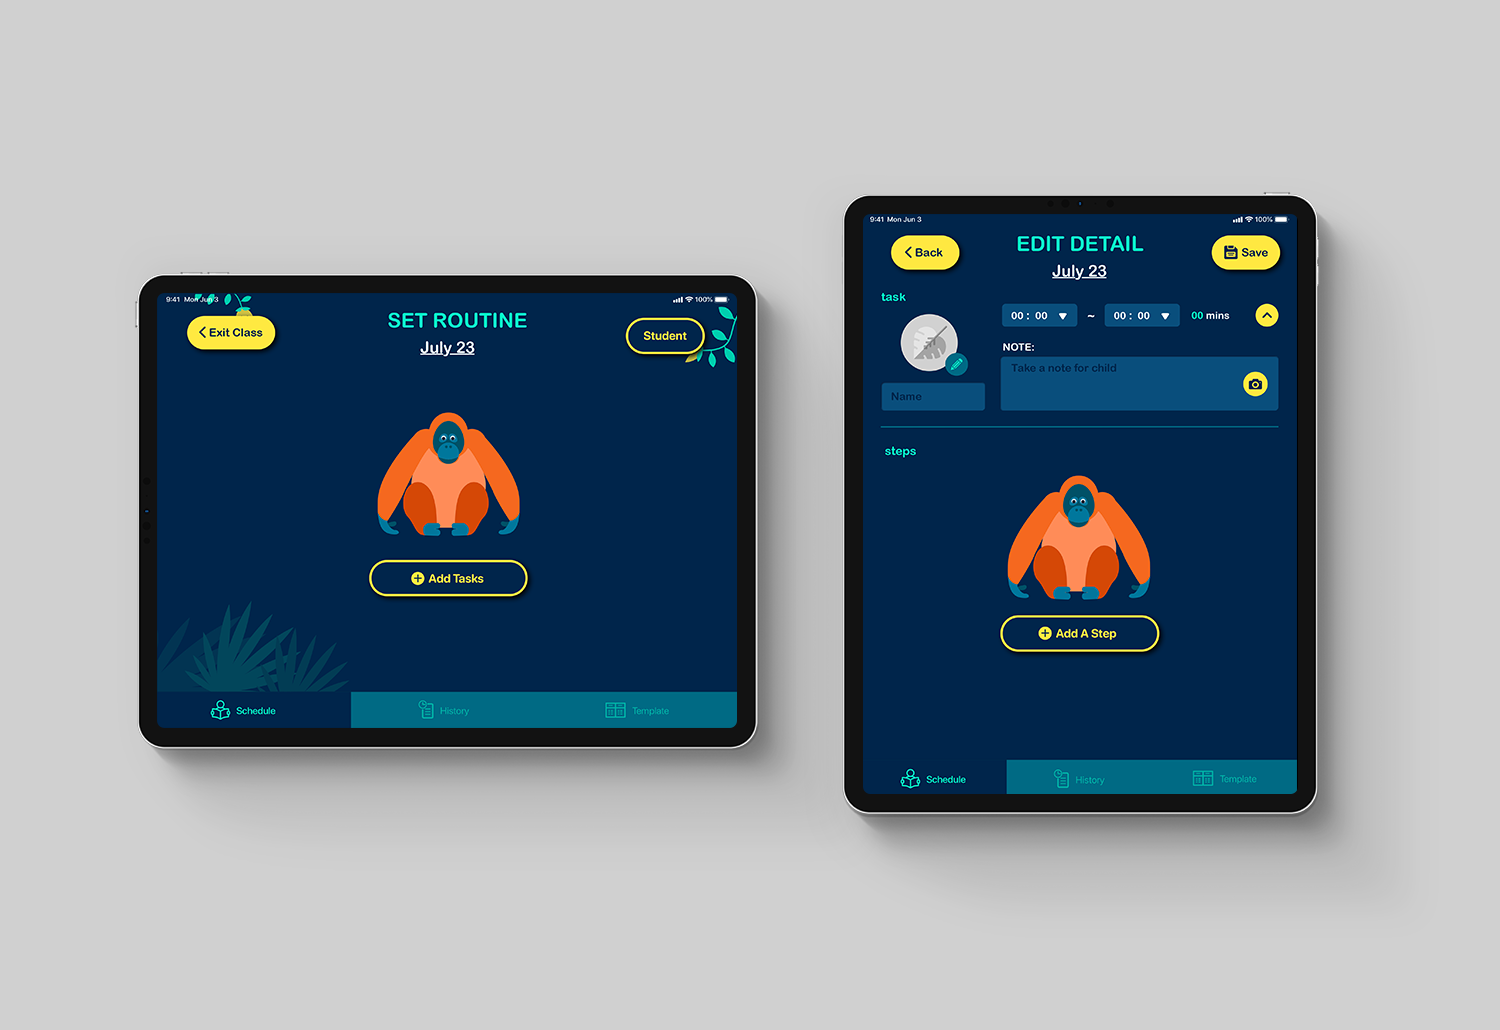 9:41 Mon Jun 3
100%
Exit Class
SET ROUTINE
July 23
Student
Add Tasks
Schedule
History
Template
9:41 Mon Jun 3
100%
Back
EDIT DETAIL
July 23
Save
task
00 : 00
~
00 : 00
00 mins
NOTE:
Take a note for child
Name
steps
Add A Step
Schedule
History
Template